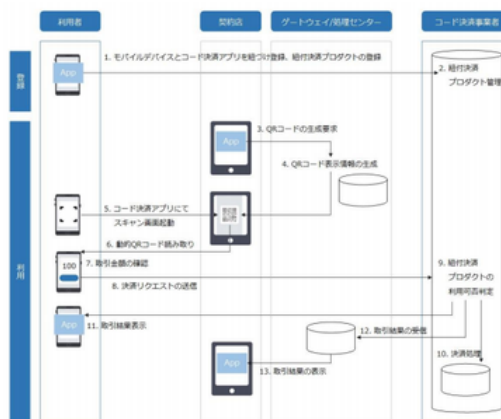 利用者
契約店
ゲートウェイ/処理センター
コード決済事業者
登録
App
1. モバイルデバイスとコード決済アプリを紐づけ登録、給付決済プロダクトの登録
2. 給付決済
プロダクト管理
利用
App
3. QRコードの生成要求
4. QRコード表示情報の生成
5. コード決済アプリにて
スキャン画面起動
6. 動的QRコード読み取り
100
7. 取引金額の確認
8. 決済リクエストの送信
9. 給付決済
プロダクトの
利用可否判定
App
11. 取引結果表示
12. 取引結果の受信
10. 決済処理
App
13. 取引結果の表示